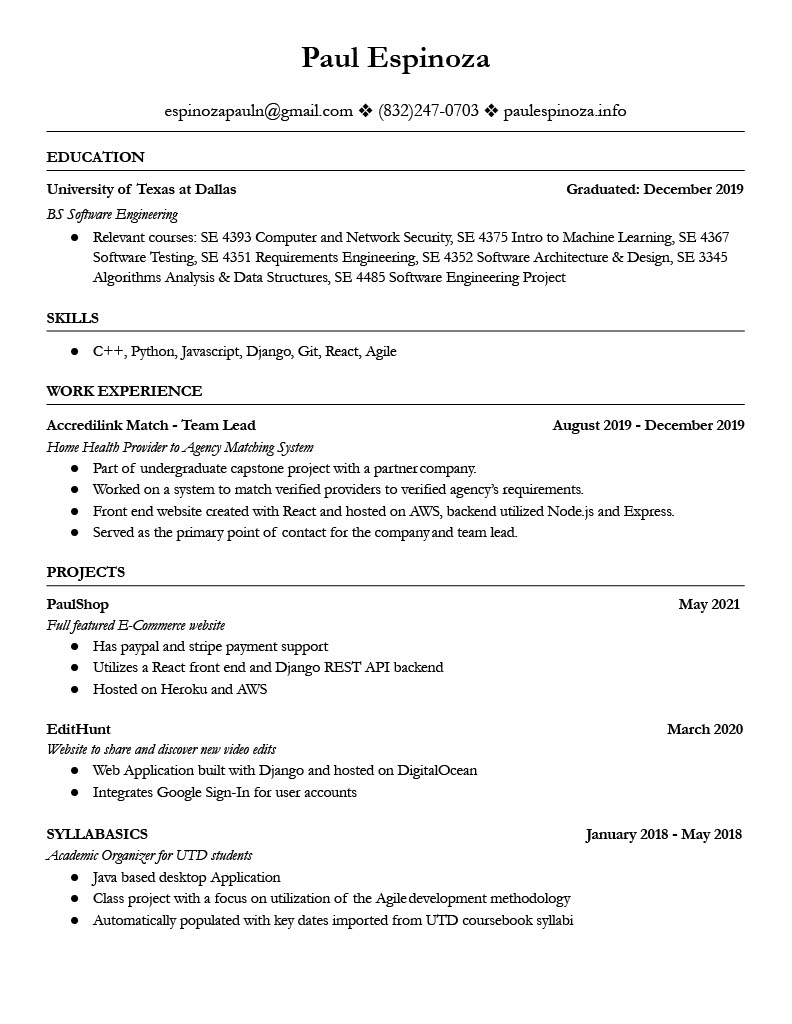 Paul Espinoza
espinozapauln@gmail.com ❖ (832)247-0703 ❖ paulespinoza.info
EDUCATION
University of Texas at Dallas Graduated: December 2019
BS Software Engineering
● Relevant courses: SE 4393 Computer and Network Security, SE 4375 Intro to Machine Learning, SE 4367
Software Testing, SE 4351 Requirements Engineering, SE 4352 Software Architecture & Design, SE 3345
Algorithms Analysis & Data Structures, SE 4485 Software Engineering Project
SKILLS
● C++, Python, Javascript, Django, Git, React, Agile
WORK EXPERIENCE
Accredilink Match - Team Lead August 2019 - December 2019
Home Health Provider to Agency Matching System
● Part of undergraduate capstone project with a partner company.
● Worked on a system to match verified providers to verified agency’s requirements.
● Front end website created with React and hosted on AWS, backend utilized Node.js and Express.
● Served as the primary point of contact for the company and team lead.
PROJECTS
PaulShop May 2021
Full featured E-Commerce website
● Has paypal and stripe payment support
● Utilizes a React front end and Django REST API backend
● Hosted on Heroku and AWS
EditHunt March 2020
Website to share and discover new video edits
● Web Application built with Django and hosted on DigitalOcean
● Integrates Google Sign-In for user accounts
SYLLABASICS January 2018 - May 2018
Academic Organizer for UTD students
● Java based desktop Application
● Class project with a focus on utilization of the Agile development methodology
● Automatically populated with key dates imported from UTD coursebook syllabi